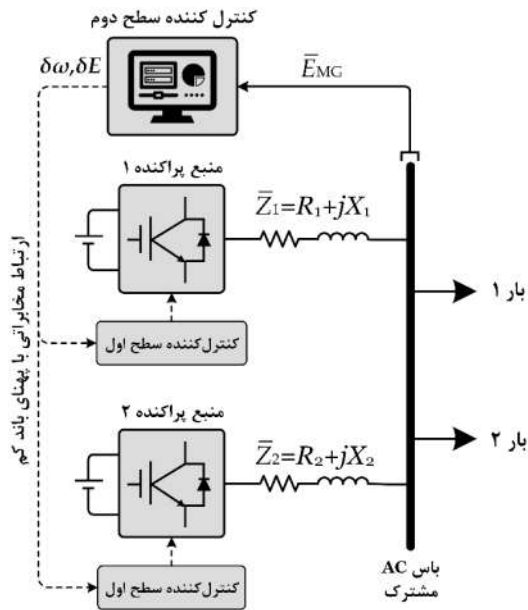 کنترل کننده سطح دوم
δω,δE
E̅MG
منبع پراکنده ۱
Z̅1=R1+jX1
کنترل‌کننده سطح اول
بار ۱
ارتباط مخابراتی با پهنای باند کم
منبع پراکنده ۲
Z̅2=R2+jX2
بار ۲
کنترل‌کننده سطح اول
باس AC
مشترک